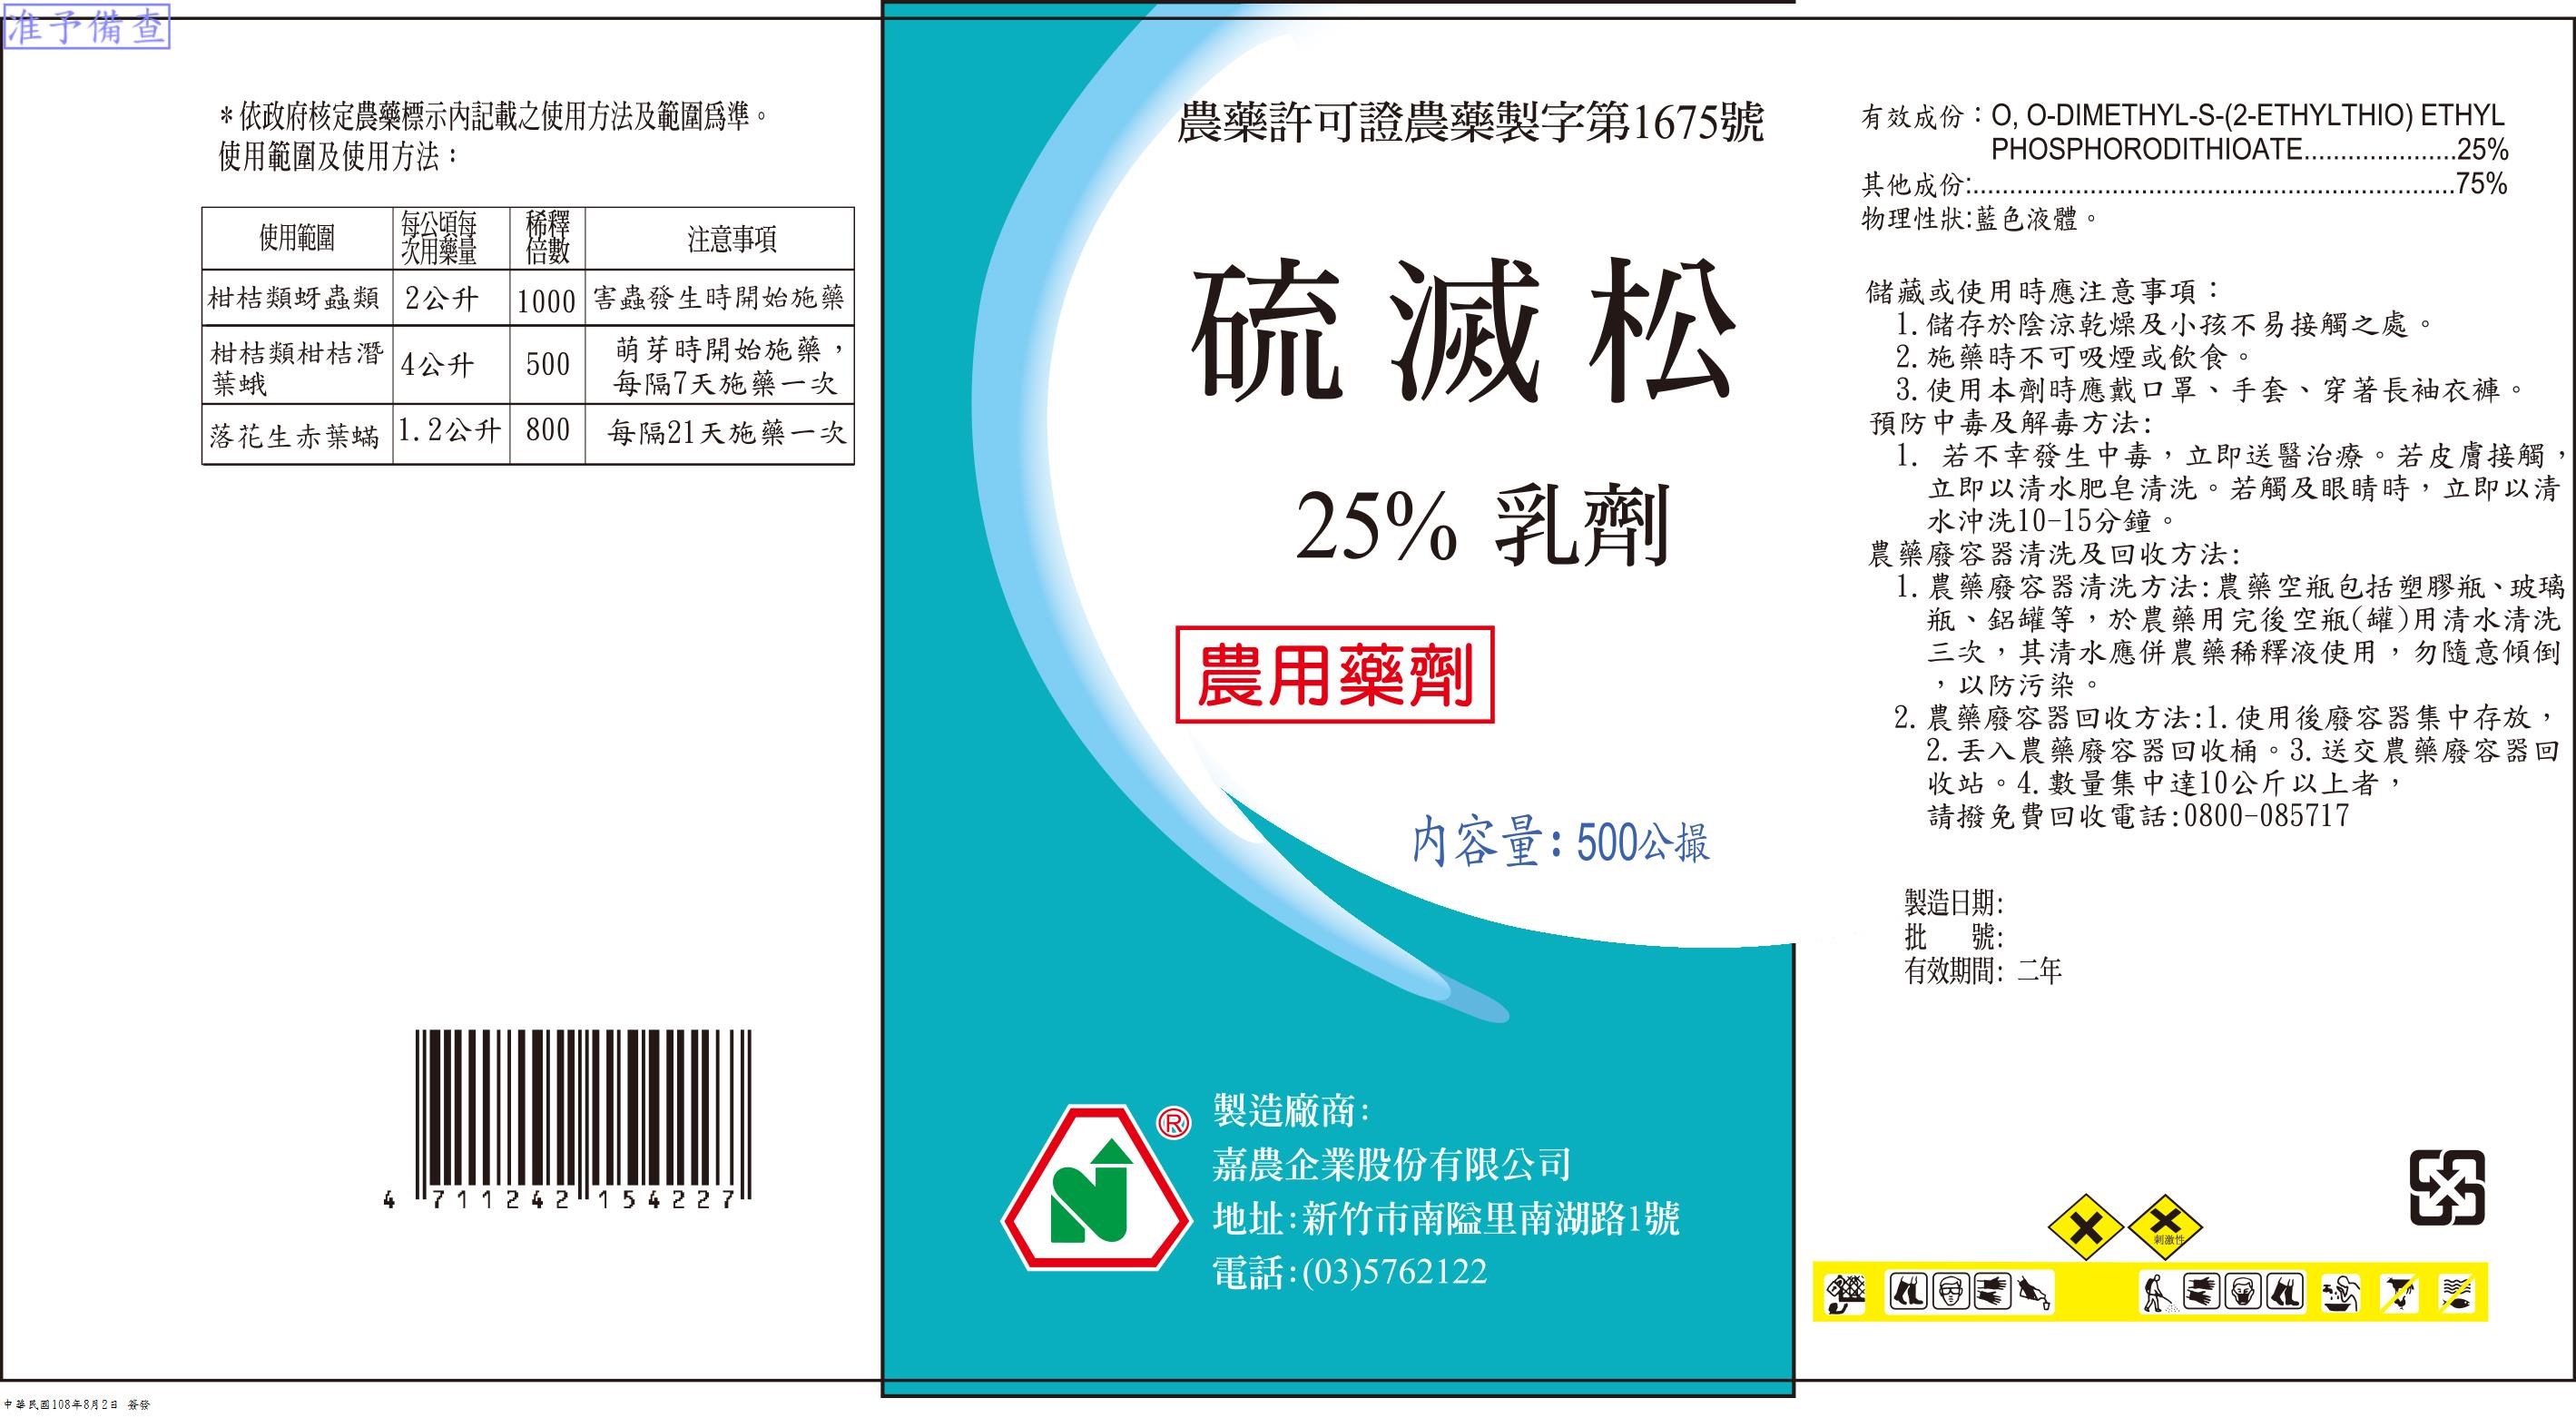 准予備查
＊依政府核定農藥標示內記載之使用方法及範圍為準。
使用範圍及使用方法：
使用範圍 每公頃每次用藥量 稀釋倍數 注意事項
柑桔類蚜蟲類 2公升 1000 害蟲發生時開始施藥
柑桔類柑桔潛葉蛾 4公升 500 萌芽時開始施藥，每隔7天施藥一次
落花生赤葉蟎 1.2公升 800 每隔21天施藥一次
4 711242 154227
農藥許可證農藥製字第1675號
硫滅松
25% 乳劑
農用藥劑
內容量：500公撮
®
製造廠商：
嘉農企業股份有限公司
地址：新竹市南隘里南湖路1號
電話：(03)5762122
有效成份：O, O-DIMETHYL-S-(2-ETHYLTHIO) ETHYL
PHOSPHORODITHIOATE.....................25%
其他成份:..................................................................75%
物理性狀:藍色液體。
儲藏或使用時應注意事項：
1.儲存於陰涼乾燥及小孩不易接觸之處。
2.施藥時不可吸煙或飲食。
3.使用本劑時應戴口罩、手套、穿著長袖衣褲。
預防中毒及解毒方法:
1. 若不幸發生中毒，立即送醫治療。若皮膚接觸，
立即以清水肥皂清洗。若觸及眼睛時，立即以清
水沖洗10-15分鐘。
農藥廢容器清洗及回收方法:
1.農藥廢容器清洗方法:農藥空瓶包括塑膠瓶、玻璃
瓶、鋁罐等，於農藥用完後空瓶(罐)用清水清洗
三次，其清水應併農藥稀釋液使用，勿隨意傾倒
，以防污染。
2.農藥廢容器回收方法:1.使用後廢容器集中存放，
2.丟入農藥廢容器回收桶。3.送交農藥廢容器回
收站。4.數量集中達10公斤以上者，
請撥免費回收電話:0800-085717
製造日期：
批 號：
有效期間：二年
刺激性
中華民國108年8月2日 簽發